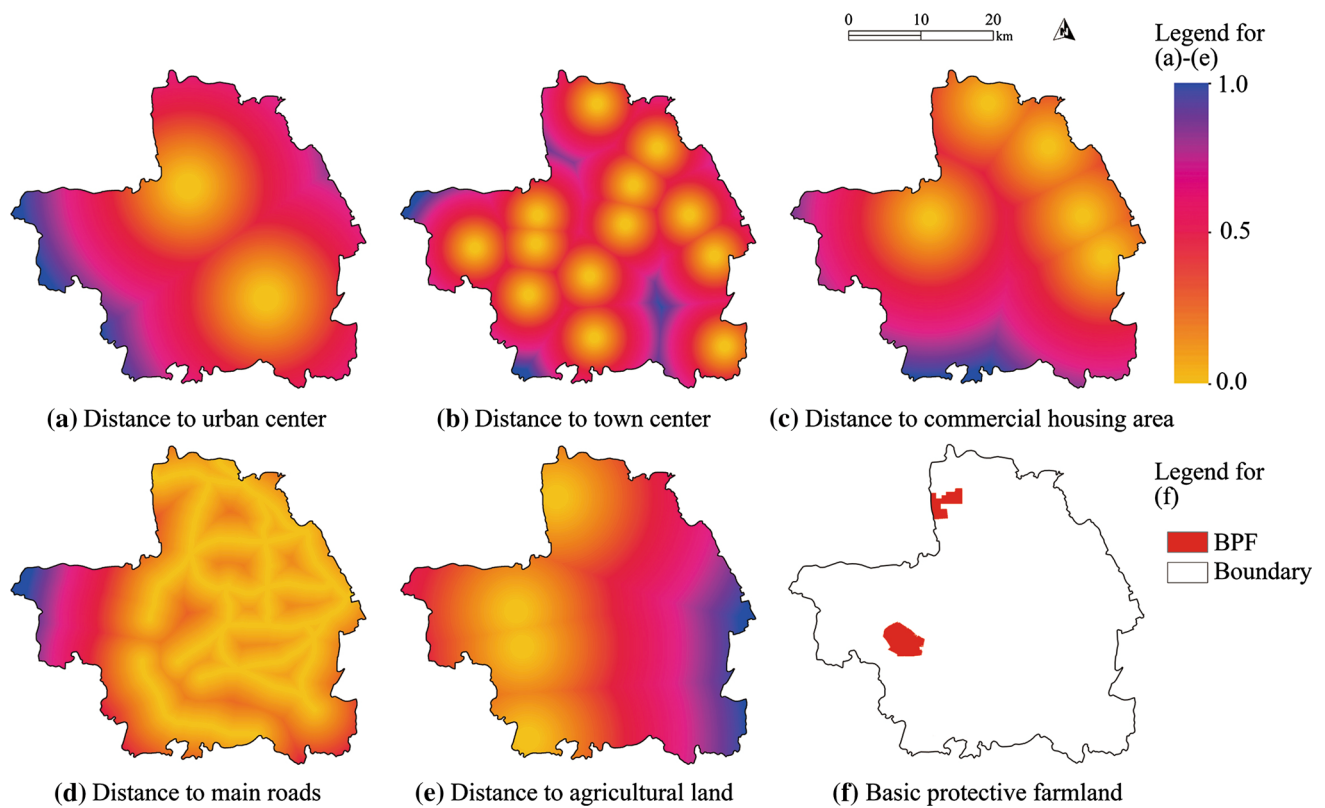 0 10 20
km
Legend for
(a)-(e)
1.0
0.5
0.0
(a) Distance to urban center
(b) Distance to town center
(c) Distance to commercial housing area
Legend for
(f)
BPF
Boundary
(d) Distance to main roads
(e) Distance to agricultural land
(f) Basic protective farmland